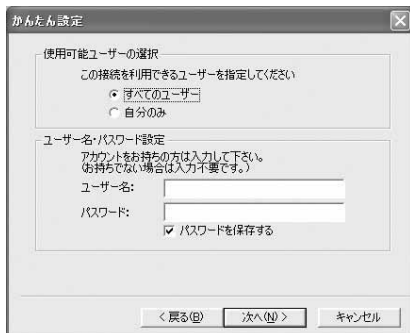 かんたん設定
使用可能ユーザーの選択
この接続を利用できるユーザーを指定してください
すべてのユーザー
自分のみ
ユーザー名・パスワード設定
アカウントをお持ちの方は入力して下さい。
(お持ちでない場合は入力不要です。)
ユーザー名:
パスワード:
パスワードを保存する
< 戻る(B)
次へ(N) >
キャンセル